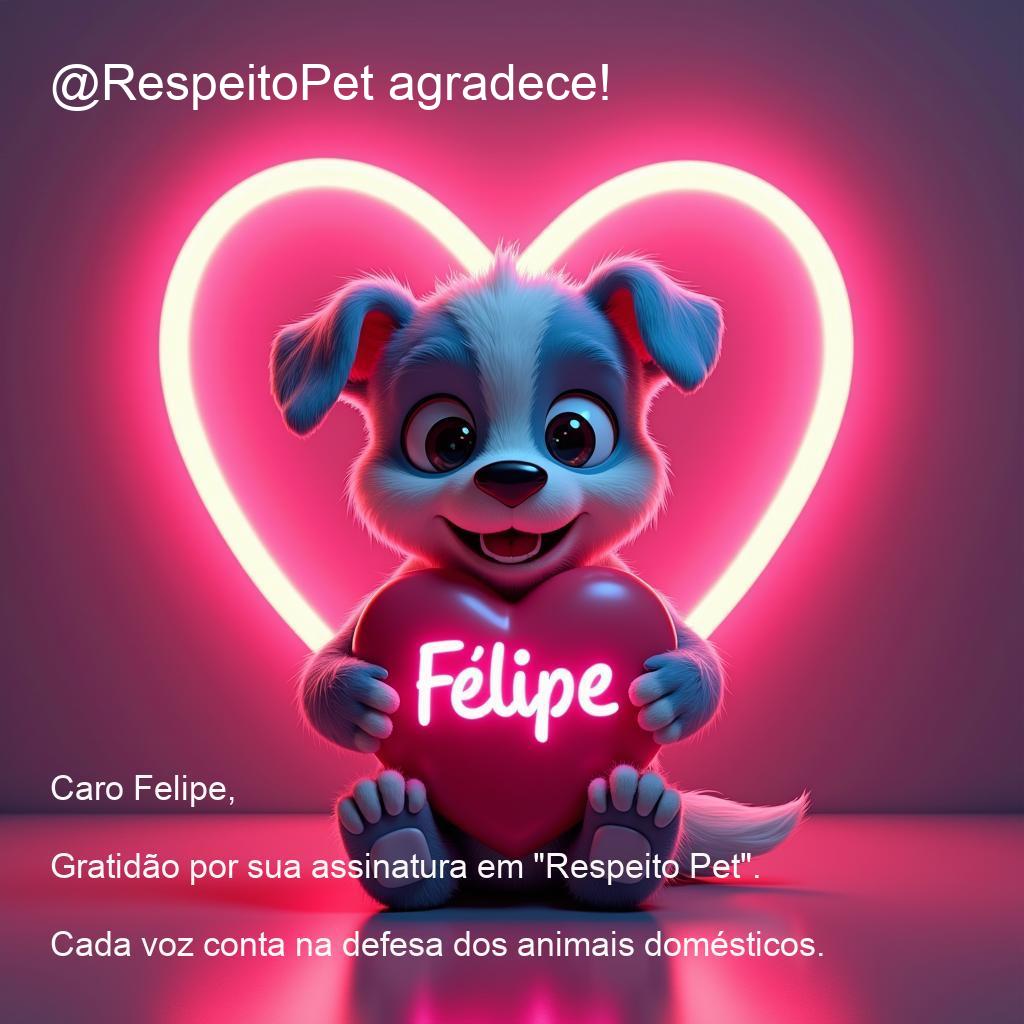 @RespeitoPet agradece!
Félipe
Caro Felipe,
Gratidão por sua assinatura em "Respeito Pet".
Cada voz conta na defesa dos animais domésticos.